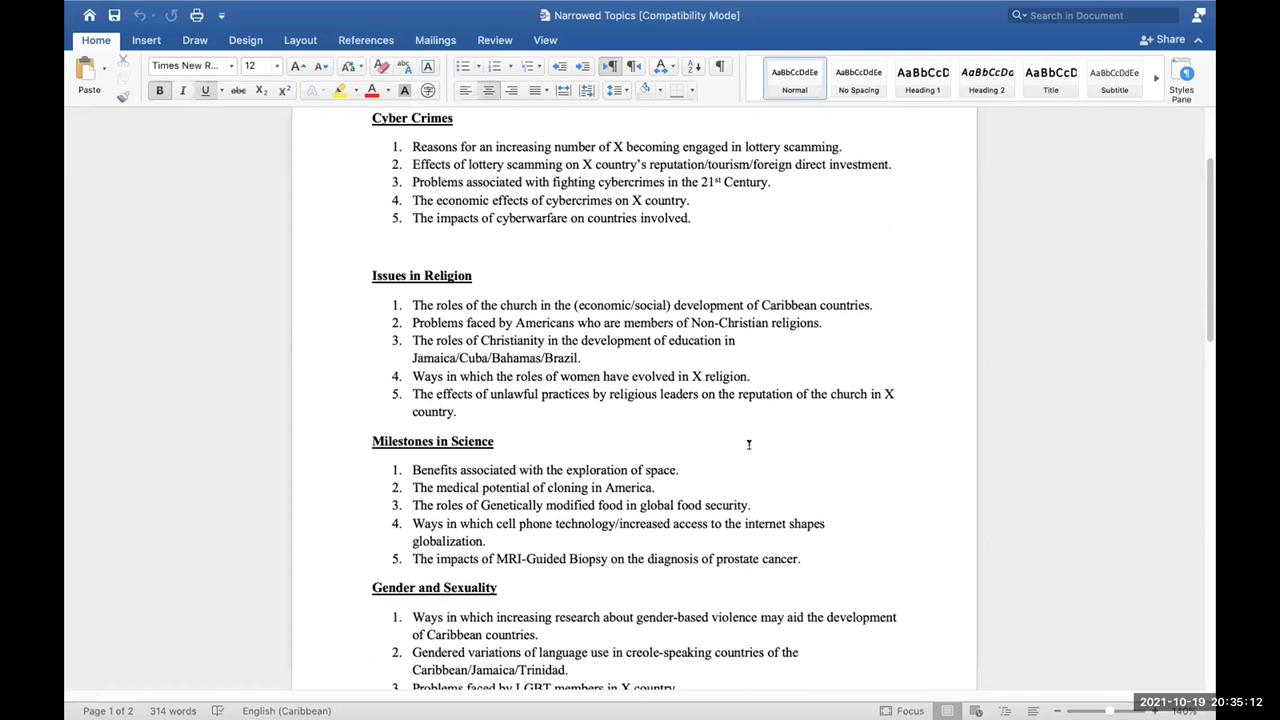 Narrowed Topics [Compatibility Mode]
Search in Document
Home Insert Draw Design Layout References Mailings Review View
Share
Paste
Times New R... 12
AaBbCcDdEe AaBbCcDdEe AaBbCcD AaBbCcDd AaBbCcD AaBbCcDdEe
Normal No Spacing Heading 1 Heading 2 Title Subtitle
Styles
Pane
Cyber Crimes
1. Reasons for an increasing number of X becoming engaged in lottery scamming.
2. Effects of lottery scamming on X country's reputation/tourism/foreign direct investment.
3. Problems associated with fighting cybercrimes in the 21st Century.
4. The economic effects of cybercrimes on X country.
5. The impacts of cyberwarfare on countries involved.
Issues in Religion
1. The roles of the church in the (economic/social) development of Caribbean countries.
2. Problems faced by Americans who are members of Non-Christian religions.
3. The roles of Christianity in the development of education in
Jamaica/Cuba/Bahamas/Brazil.
4. Ways in which the roles of women have evolved in X religion.
5. The effects of unlawful practices by religious leaders on the reputation of the church in X
country.
Milestones in Science
1. Benefits associated with the exploration of space.
2. The medical potential of cloning in America.
3. The roles of Genetically modified food in global food security.
4. Ways in which cell phone technology/increased access to the internet shapes
globalization.
5. The impacts of MRI-Guided Biopsy on the diagnosis of prostate cancer.
Gender and Sexuality
1. Ways in which increasing research about gender-based violence may aid the development
of Caribbean countries.
2. Gendered variations of language use in creole-speaking countries of the
Caribbean/Jamaica/Trinidad.
3. Problems faced by LGBT members in X country.
Page 1 of 2 314 words English (Caribbean) Focus 140%
2021-10-19 20:35:12